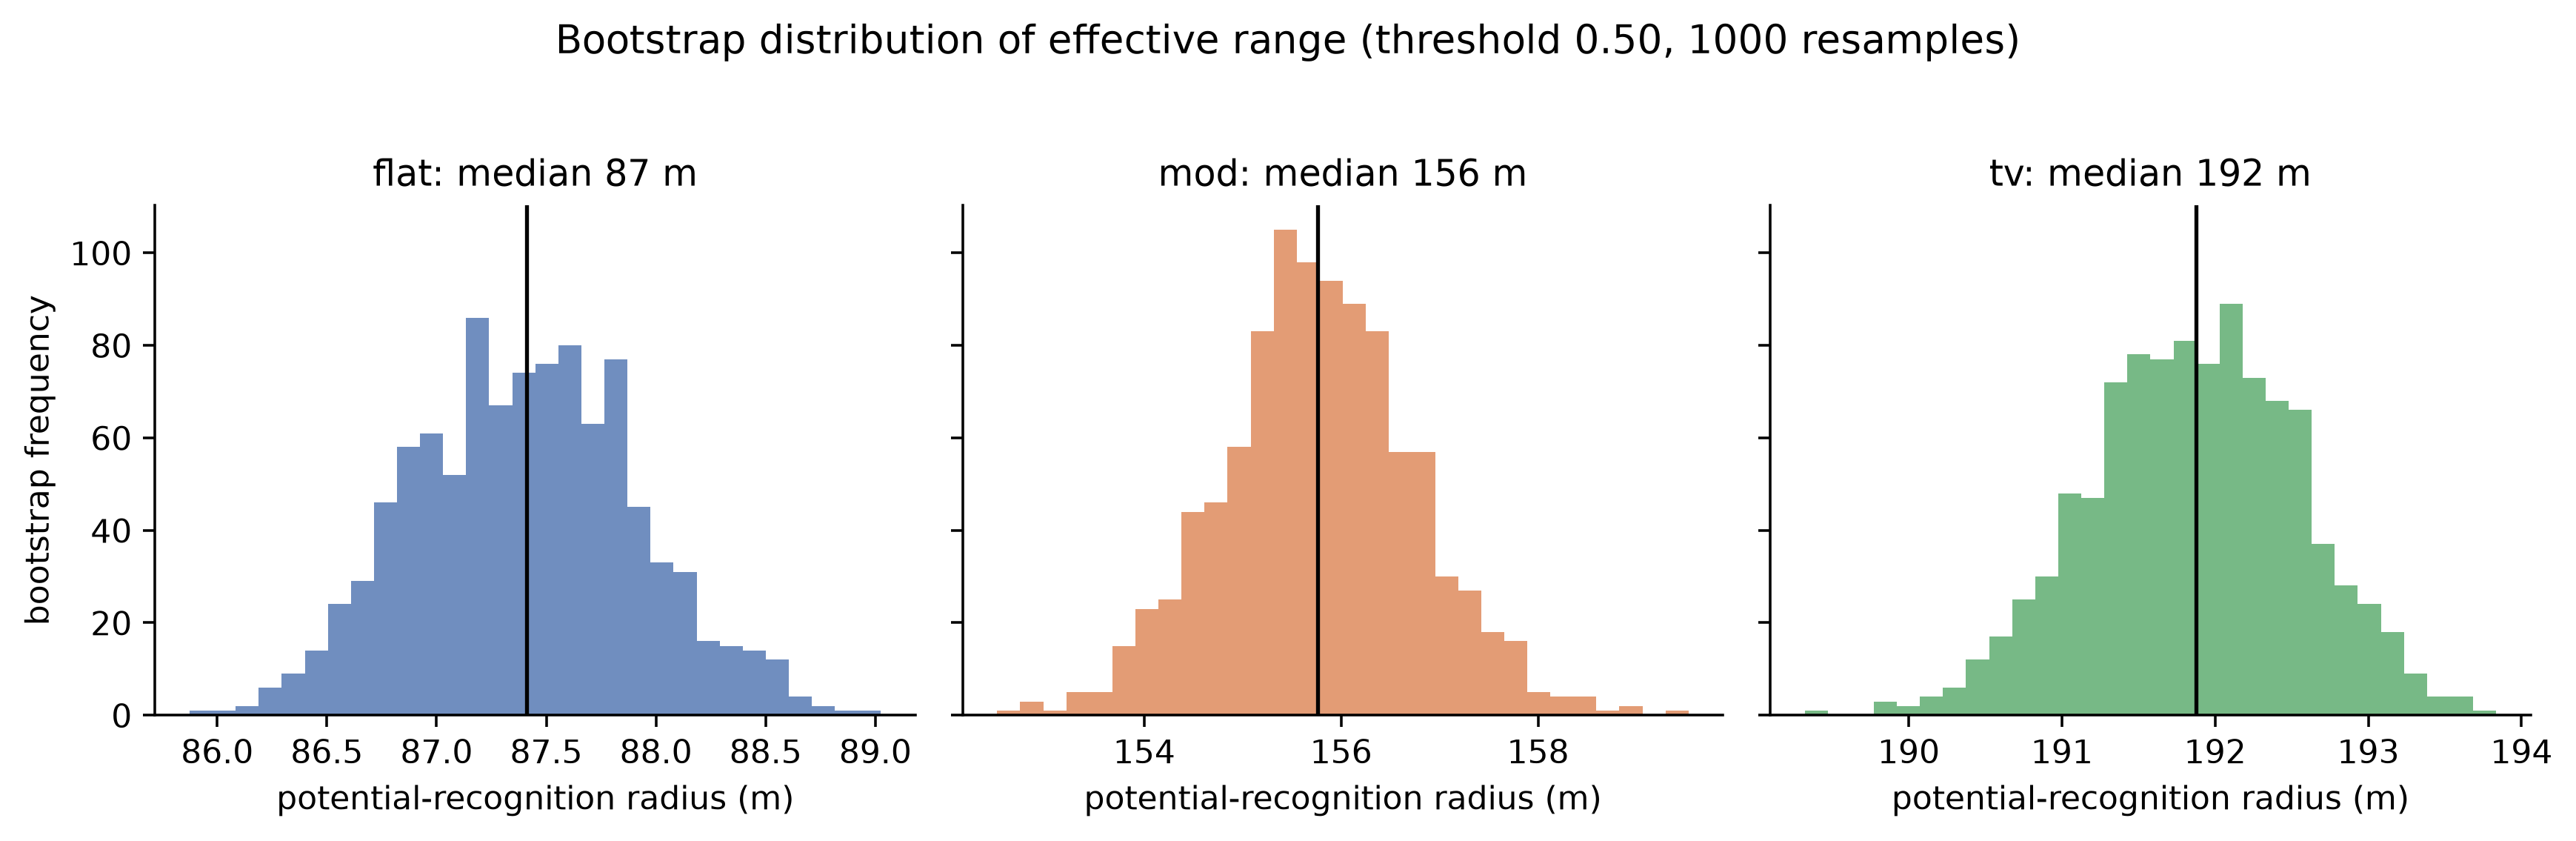 Bootstrap distribution of effective range (threshold 0.50, 1000 resamples)
flat: median 87 m
mod: median 156 m
tv: median 192 m
bootstrap frequency
100
80
60
40
20
0
86.0 86.5 87.0 87.5 88.0 88.5 89.0
154 156 158
190 191 192 193 194
potential-recognition radius (m)
potential-recognition radius (m)
potential-recognition radius (m)